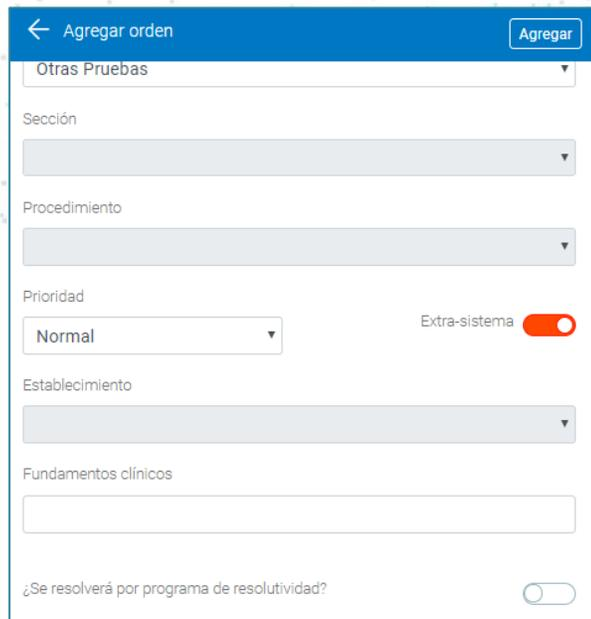 Agregar orden
Agregar
Otras Pruebas
Sección
Procedimiento
Prioridad
Extra-sistema
Normal
Establecimiento
Fundamentos clínicos
¿Se resolverá por programa de resolutividad?